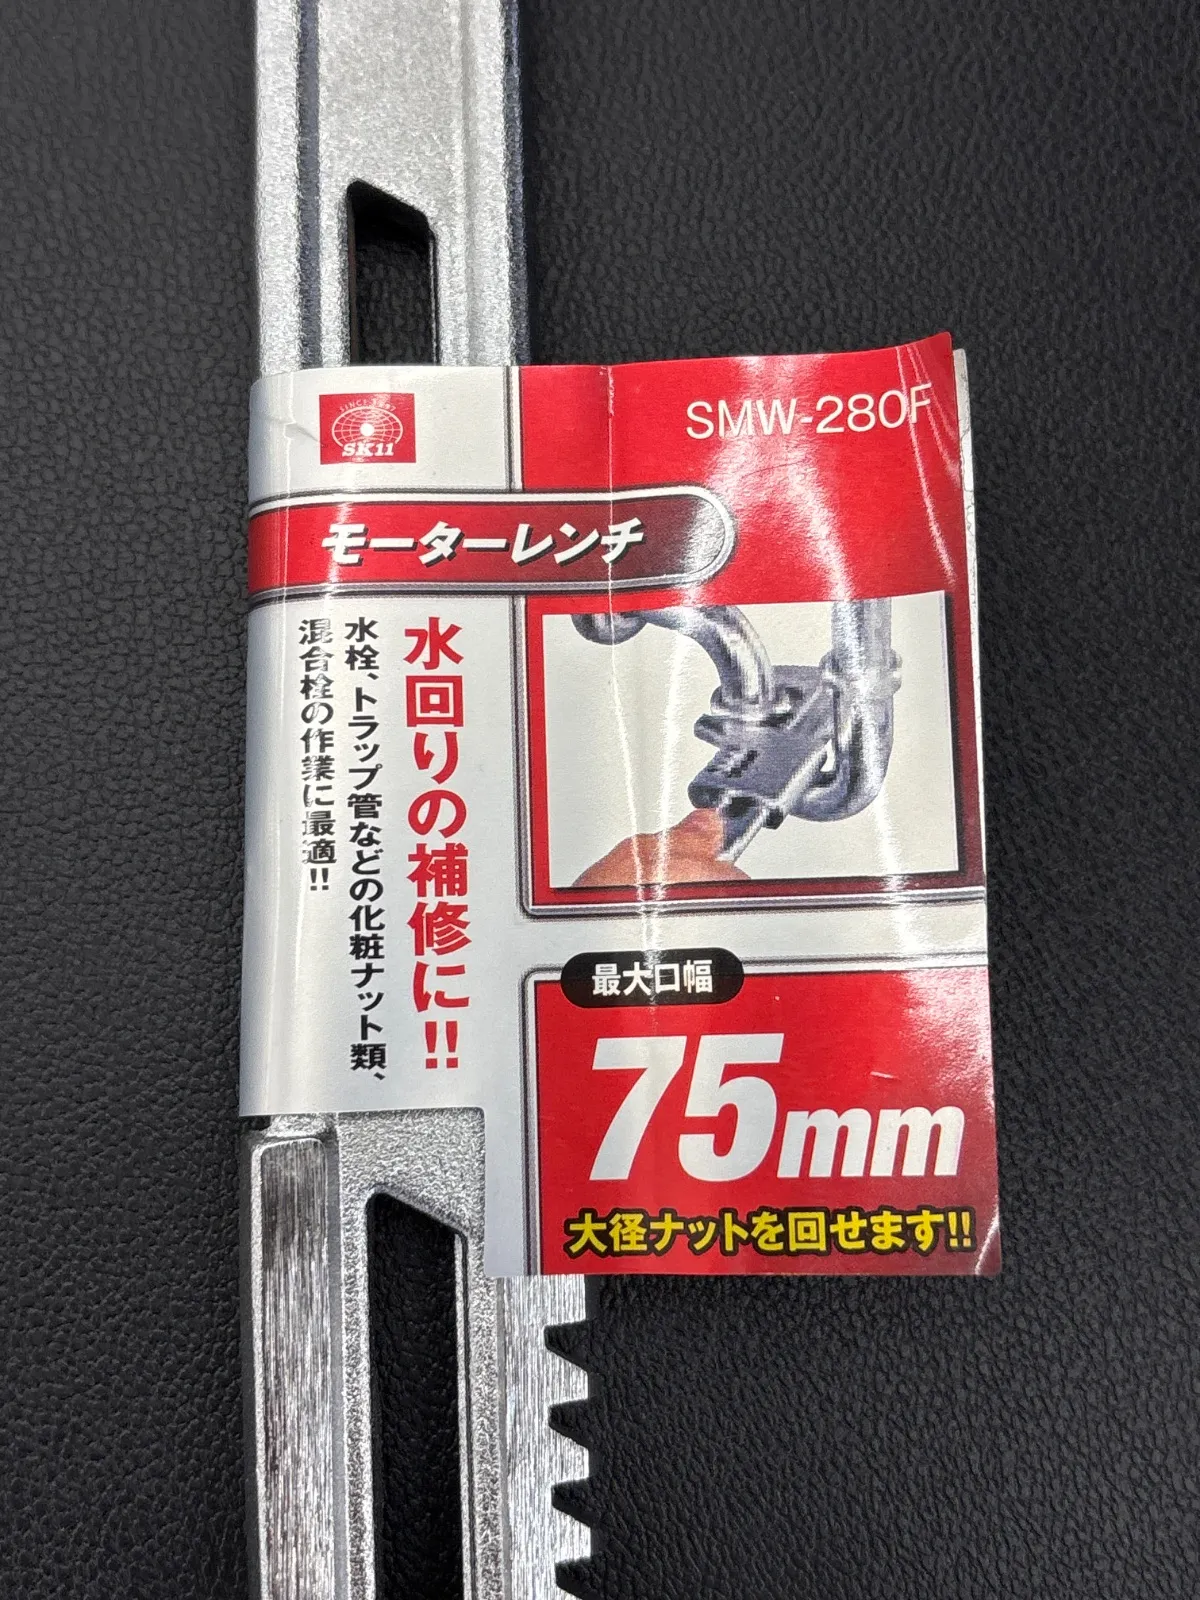 SINCE 1997
SK11
SMW-280F
モーターレンチ
水回りの補修に!!
水栓、トラップ管などの化粧ナット類、
混合栓の作業に最適!!
最大口幅
75mm
大径ナットを回せます!!